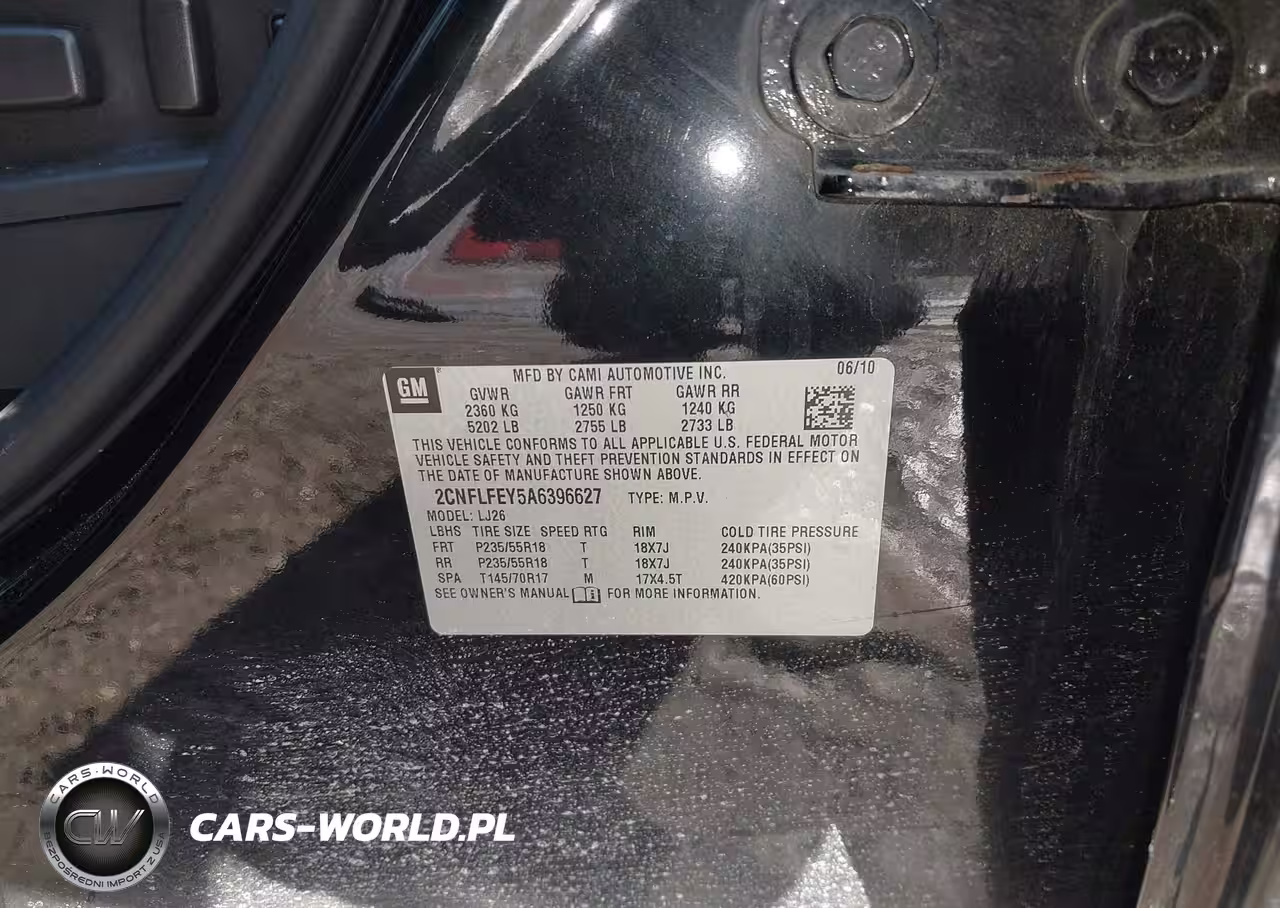 GM
MFD BY CAMI AUTOMOTIVE INC.
06/10
GVWR GAWR FRT GAWR RR
2360 KG 1250 KG 1240 KG
5202 LB 2755 LB 2733 LB
THIS VEHICLE CONFORMS TO ALL APPLICABLE U.S. FEDERAL MOTOR
VEHICLE SAFETY AND THEFT PREVENTION STANDARDS IN EFFECT ON
THE DATE OF MANUFACTURE SHOWN ABOVE.
2CNFLFEY5A6396627 TYPE: M.P.V.
MODEL: LJ26
LBHS TIRE SIZE SPEED RTG RIM COLD TIRE PRESSURE
FRT P235/55R18 T 18X7J 240KPA(35PSI)
RR P235/55R18 T 18X7J 240KPA(35PSI)
SPA T145/70R17 M 17X4.5T 420KPA(60PSI)
SEE OWNER'S MANUAL FOR MORE INFORMATION.
CARS-WORLD
CW
BEZPOŚREDNI IMPORT Z USA
CARS-WORLD.PL